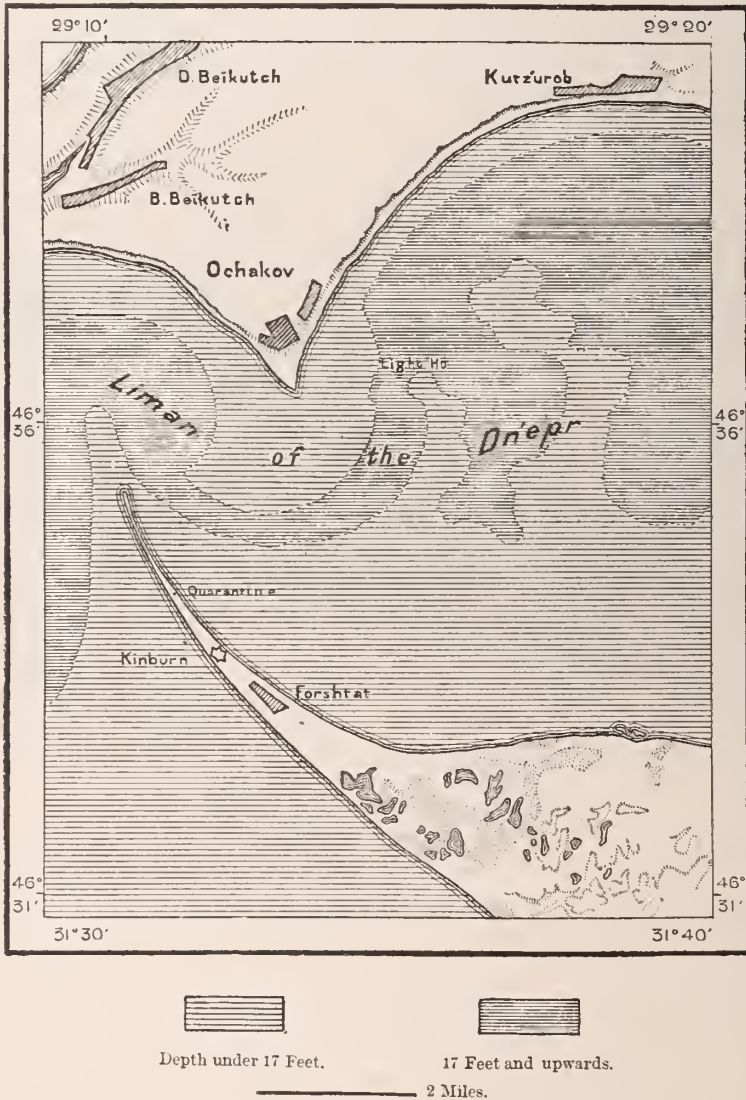 29° 10'
29° 20'
D. Beikutch
Kutz'urob
B. Beikutch
Ochakov
Light Ho
46°
36'
Liman of the Dn'epr
46°
36'
Quarantine
Kinburn
Forshtat
46°
31'
46°
31'
31° 30'
31° 40'
Depth under 17 Feet.
17 Feet and upwards.
2 Miles.